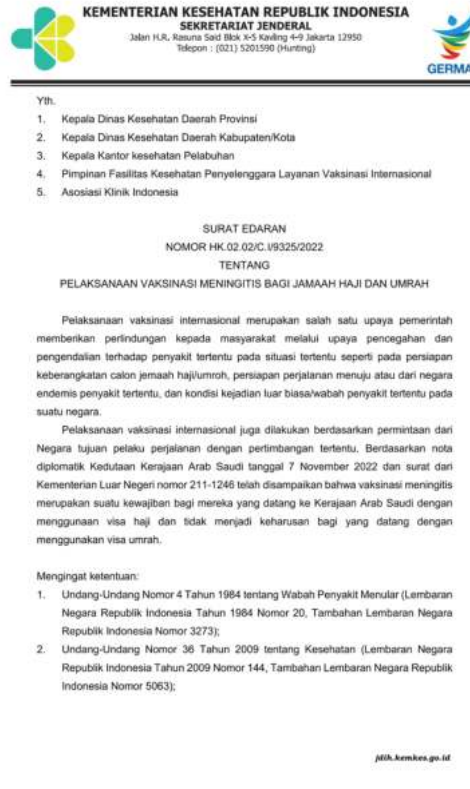 KEMENTERIAN KESEHATAN REPUBLIK INDONESIA
SEKRETARIAT JENDERAL
Jalan H.R. Rasuna Said Blok X-5 Kavling 4-9 Jakarta 12950
Telepon : (021) 5201590 (Hunting)
GERMA
Yth.
1. Kepala Dinas Kesehatan Daerah Provinsi
2. Kepala Dinas Kesehatan Daerah Kabupaten/Kota
3. Kepala Kantor kesehatan Pelabuhan
4. Pimpinan Fasilitas Kesehatan Penyelenggara Layanan Vaksinasi Internasional
5. Asosiasi Klinik Indonesia
SURAT EDARAN
NOMOR HK.02.02/C.I/9325/2022
TENTANG
PELAKSANAAN VAKSINASI MENINGITIS BAGI JAMAAH HAJI DAN UMRAH
Pelaksanaan vaksinasi internasional merupakan salah satu upaya pemerintah
memberikan perlindungan kepada masyarakat melalui upaya pencegahan dan
pengendalian terhadap penyakit tertentu pada situasi tertentu seperti pada persiapan
keberangkatan calon jemaah haji/umroh, persiapan perjalanan menuju atau dari negara
endemis penyakit tertentu, dan kondisi kejadian luar biasa/wabah penyakit tertentu pada
suatu negara.
Pelaksanaan vaksinasi internasional juga dilakukan berdasarkan permintaan dari
Negara tujuan pelaku perjalanan dengan pertimbangan tertentu. Berdasarkan nota
diplomatik Kedutaan Kerajaan Arab Saudi tanggal 7 November 2022 dan surat dari
Kementerian Luar Negeri nomor 211-1246 telah disampaikan bahwa vaksinasi meningitis
merupakan suatu kewajiban bagi mereka yang datang ke Kerajaan Arab Saudi dengan
menggunaan visa haji dan tidak menjadi keharusan bagi yang datang dengan
menggunakan visa umrah.
Mengingat ketentuan:
1. Undang-Undang Nomor 4 Tahun 1984 tentang Wabah Penyakit Menular (Lembaran
Negara Republik Indonesia Tahun 1984 Nomor 20, Tambahan Lembaran Negara
Republik Indonesia Nomor 3273);
2. Undang-Undang Nomor 36 Tahun 2009 tentang Kesehatan (Lembaran Negara
Republik Indonesia Tahun 2009 Nomor 144, Tambahan Lembaran Negara Republik
Indonesia Nomor 5063);
jdih.kemkes.go.id